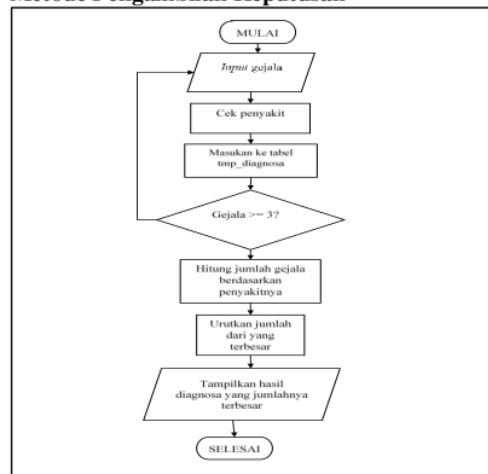 Metode Pengambilan Keputusan
MULAI
Input gejala
Cek penyakit
Masukan ke tabel
tmp_diagnosa
Gejala >= 3?
Hitung jumlah gejala
berdasarkan
penyakitnya
Urutkan jumlah
dari yang
terbesar
Tampilkan hasil
diagnosa yang jumlahnya
terbesar
SELESAI